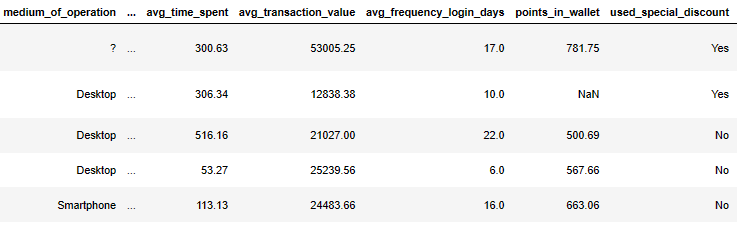 medium_of_operation ... avg_time_spent avg_transaction_value avg_frequency_login_days points_in_wallet used_special_discount
? ... 300.63 53005.25 17.0 781.75 Yes
Desktop ... 306.34 12838.38 10.0 NaN Yes
Desktop ... 516.16 21027.00 22.0 500.69 No
Desktop ... 53.27 25239.56 6.0 567.66 No
Smartphone ... 113.13 24483.66 16.0 663.06 No